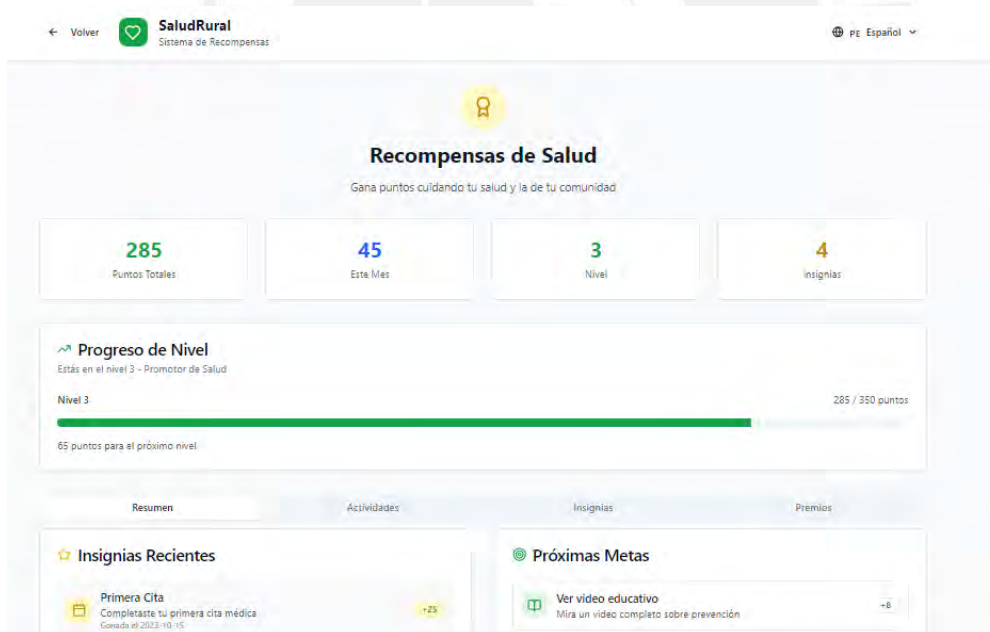 ← Volver
SaludRural
Sistema de Recompensas
PE Español
Recompensas de Salud
Gana puntos cuidando tu salud y la de tu comunidad
285
Puntos Totales
45
Este Mes
3
Nivel
4
Insignias
Progreso de Nivel
Estás en el nivel 3 - Promotor de Salud
Nivel 3
285 / 350 puntos
65 puntos para el próximo nivel
Resumen
Actividades
Insignias
Premios
Insignias Recientes
Primera Cita
Completaste tu primera cita médica
Ganada el 2023-10-15
+25
Próximas Metas
Ver video educativo
Mira un video completo sobre prevención
+8